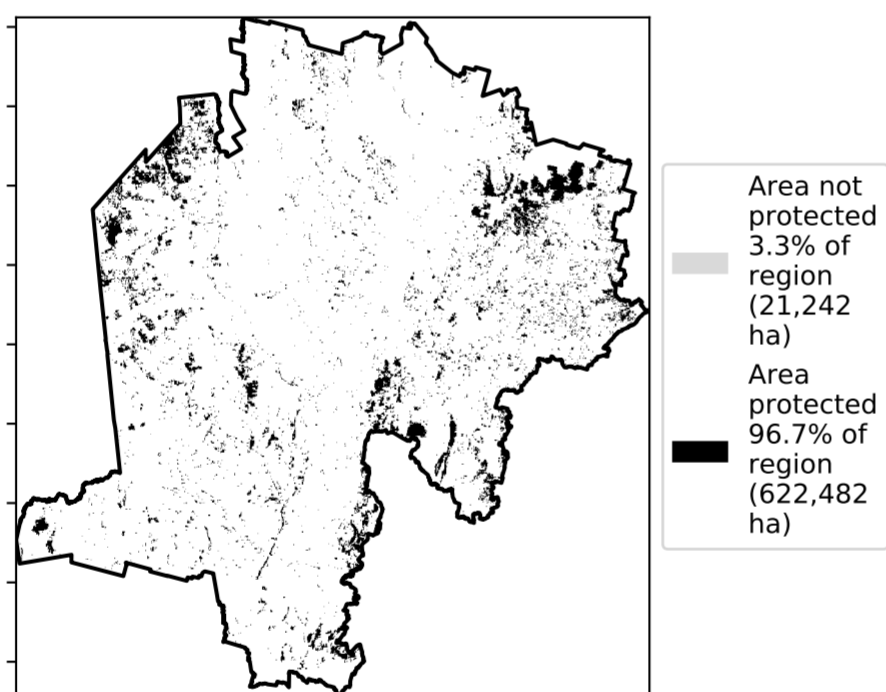 Area not
protected
3.3% of
region
(21,242
ha)
Area
protected
96.7% of
region
(622,482
ha)